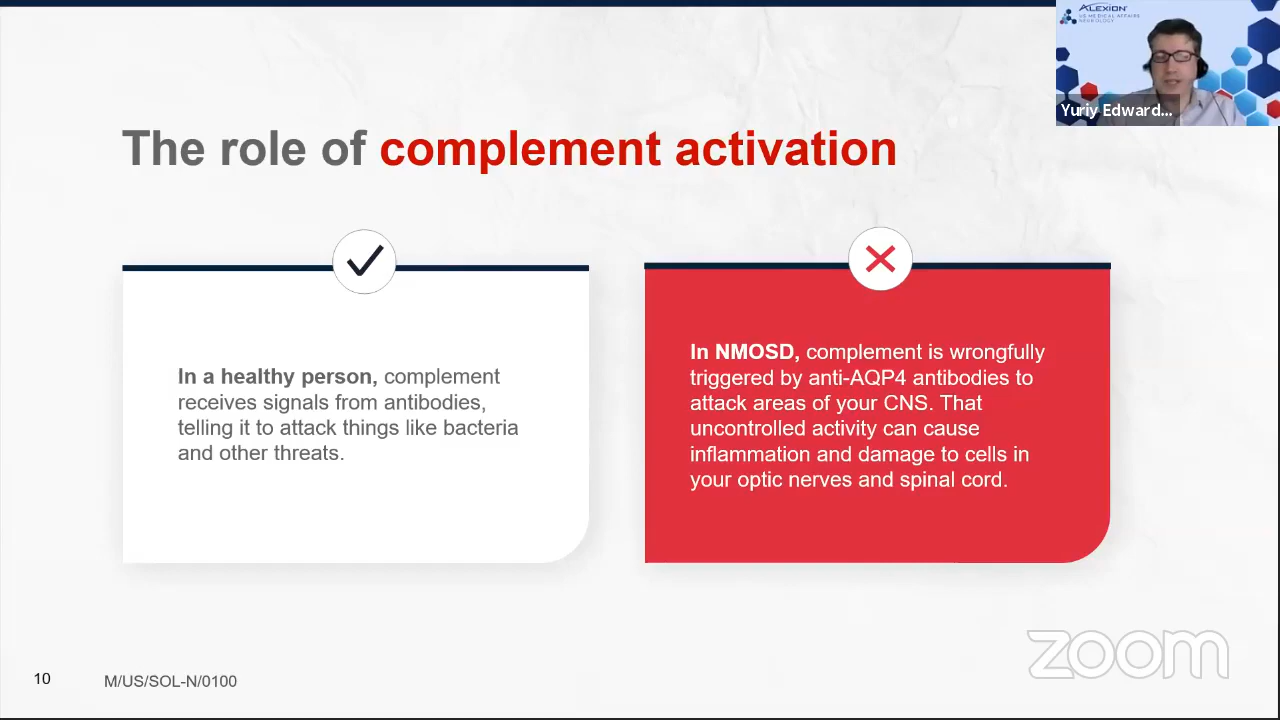 ALEXION
US MEDICAL AFFAIRS
NEUROLOGY
Yuriy Edward...
The role of complement activation
In a healthy person, complement
receives signals from antibodies,
telling it to attack things like bacteria
and other threats.
In NMOSD, complement is wrongfully
triggered by anti-AQP4 antibodies to
attack areas of your CNS. That
uncontrolled activity can cause
inflammation and damage to cells in
your optic nerves and spinal cord.
zoom
10
M/US/SOL-N/0100